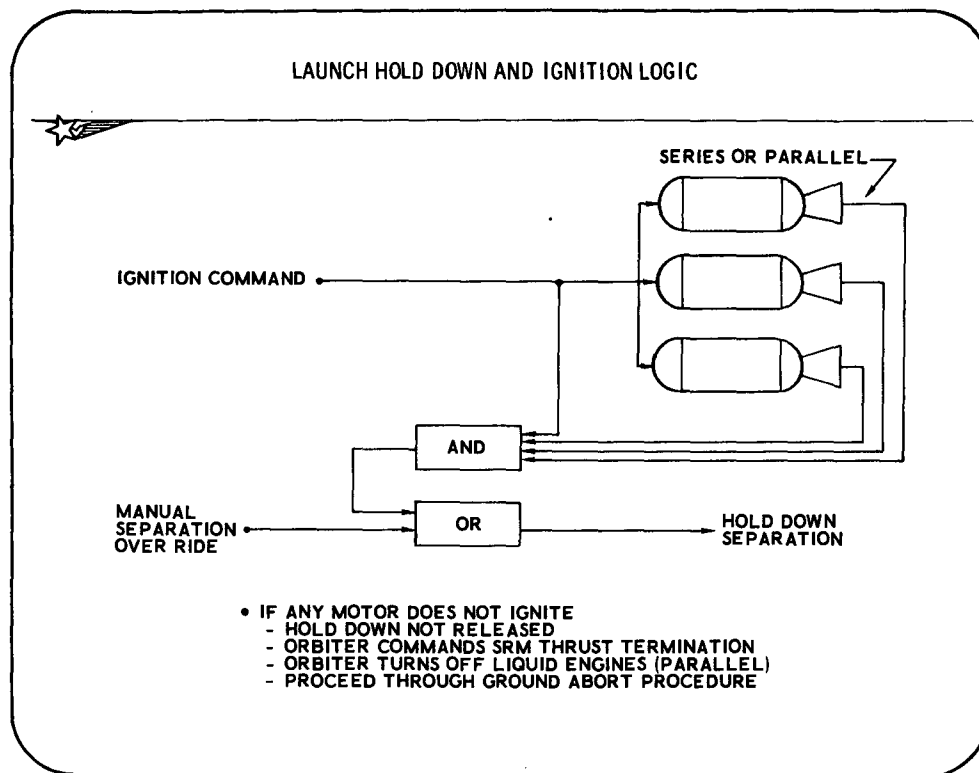 LAUNCH HOLD DOWN AND IGNITION LOGIC
SERIES OR PARALLEL
IGNITION COMMAND
AND
MANUAL
SEPARATION
OVER RIDE
OR
HOLD DOWN
SEPARATION
• IF ANY MOTOR DOES NOT IGNITE
- HOLD DOWN NOT RELEASED
- ORBITER COMMANDS SRM THRUST TERMINATION
- ORBITER TURNS OFF LIQUID ENGINES (PARALLEL)
- PROCEED THROUGH GROUND ABORT PROCEDURE